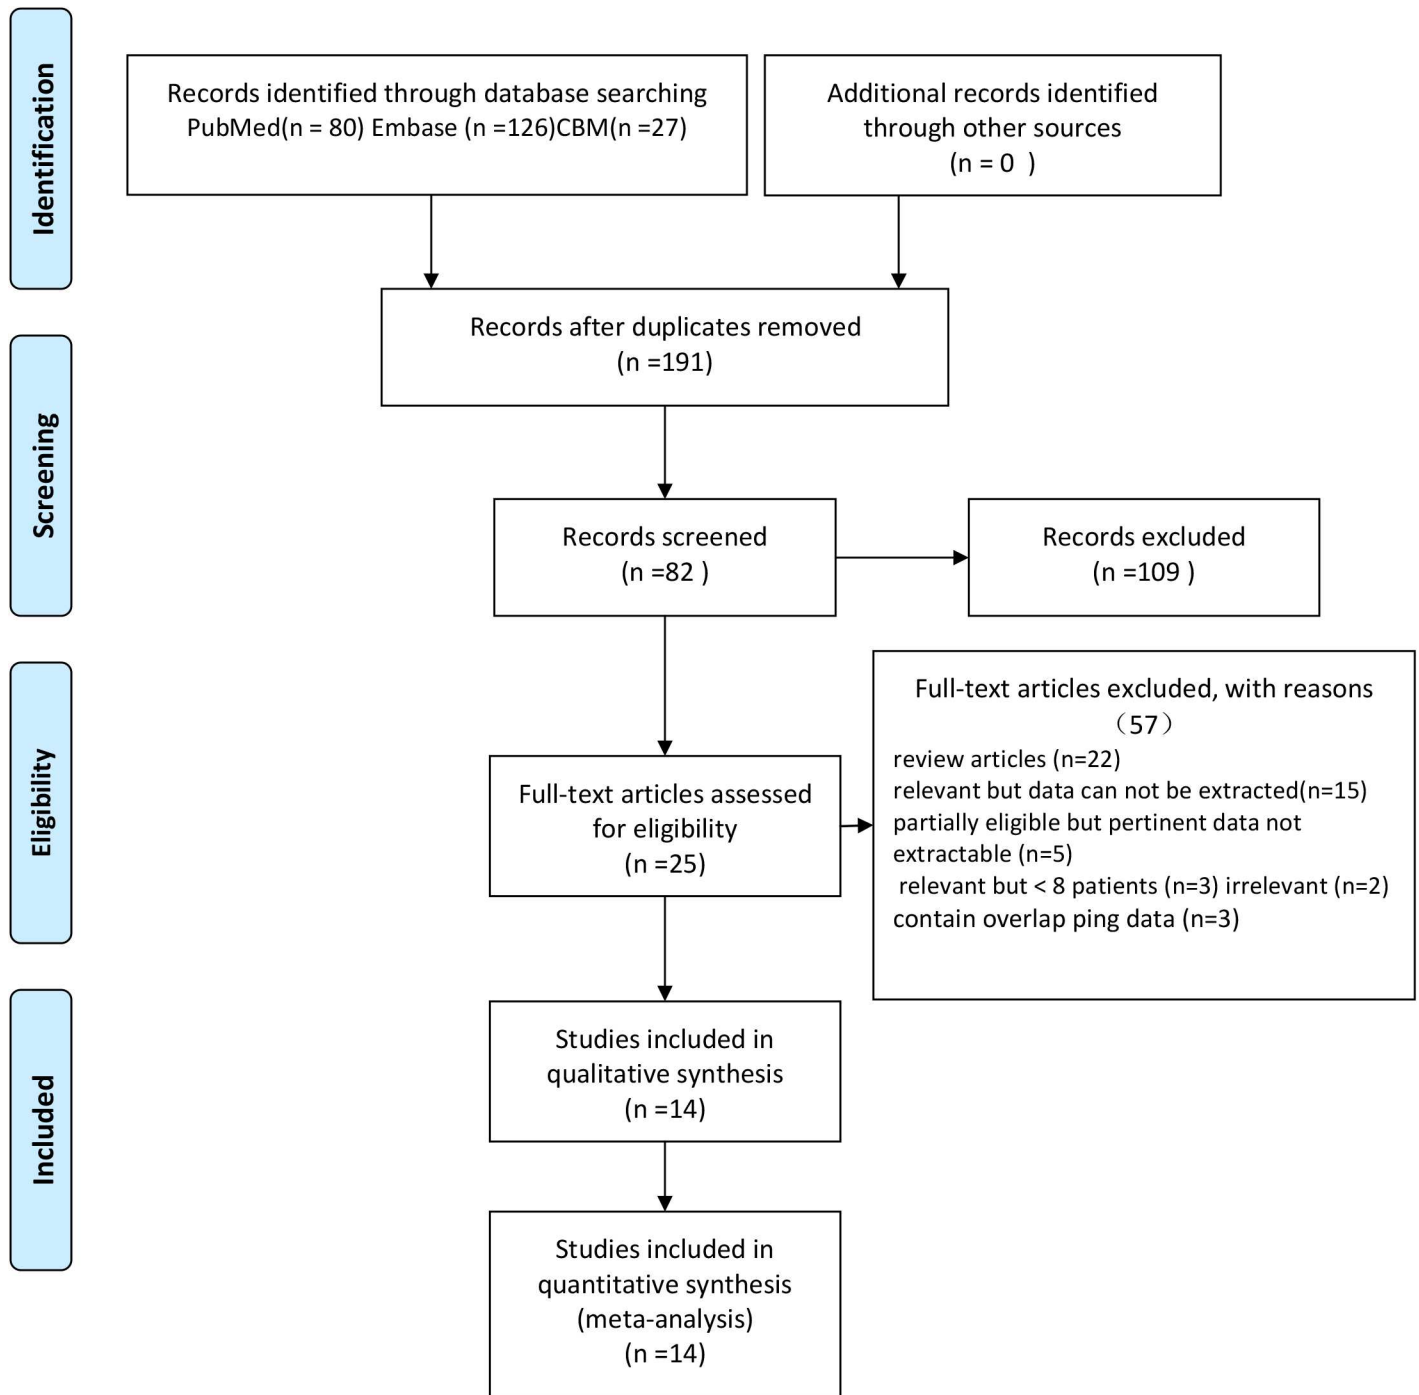 Identification
Records identified through database searching
PubMed(n = 80) Embase (n =126)CBM(n =27)
Additional records identified
through other sources
(n = 0  )
Records after duplicates removed
(n =191)
Screening
Records screened
(n =82 )
Records excluded
(n =109 )
Eligibility
Full-text articles assessed
for eligibility
(n =25)
Full-text articles excluded, with reasons
（57）
review articles (n=22)
relevant but data can not be extracted(n=15)
partially eligible but pertinent data not
extractable (n=5)
relevant but < 8 patients (n=3) irrelevant (n=2)
contain overlap ping data (n=3)
Included
Studies included in
qualitative synthesis
(n =14)
Studies included in
quantitative synthesis
(meta-analysis)
(n =14)